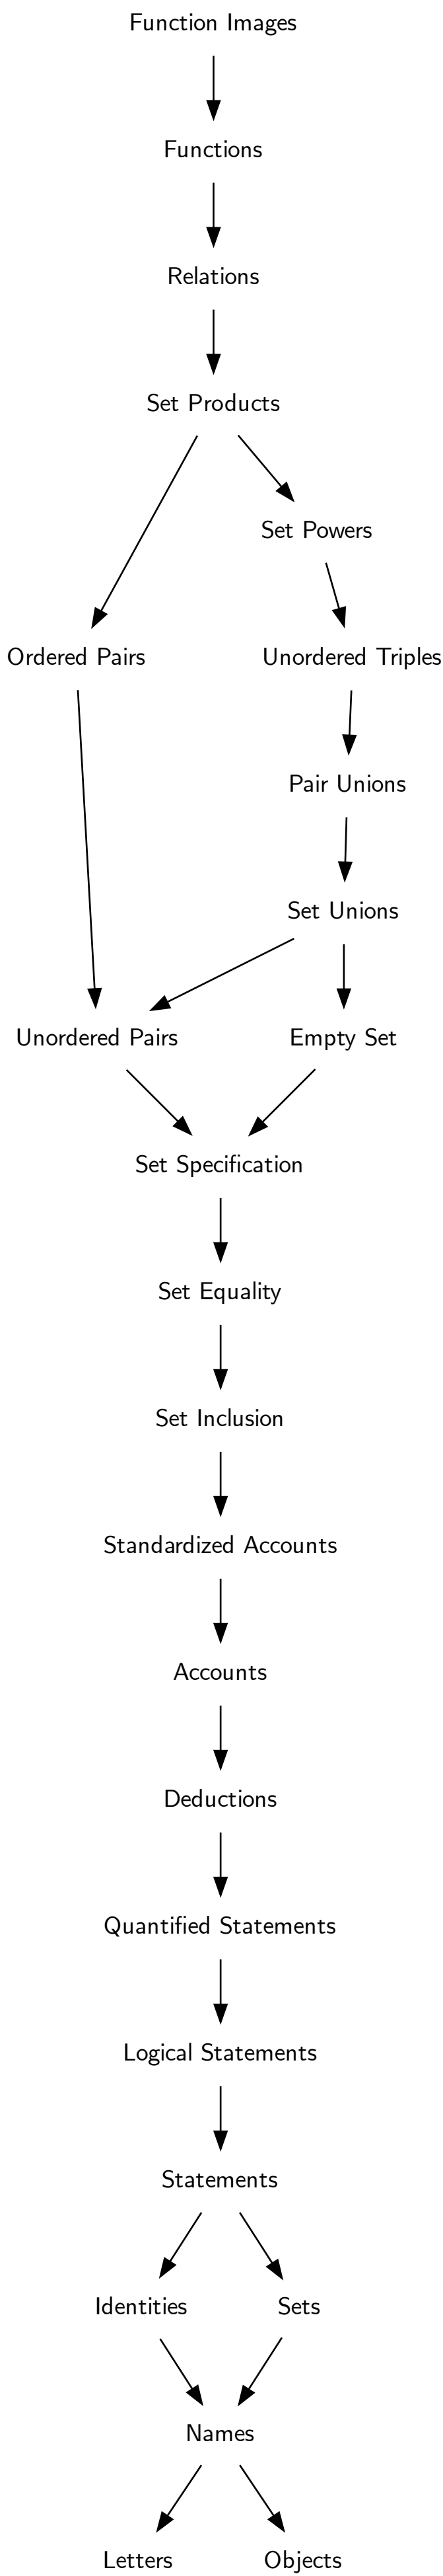 Function Images
Functions
Relations
Set Products
Set Powers
Ordered Pairs
Unordered Triples
Pair Unions
Set Unions
Unordered Pairs
Empty Set
Set Specification
Set Equality
Set Inclusion
Standardized Accounts
Accounts
Deductions
Quantified Statements
Logical Statements
Statements
Identities
Sets
Names
Letters
Objects